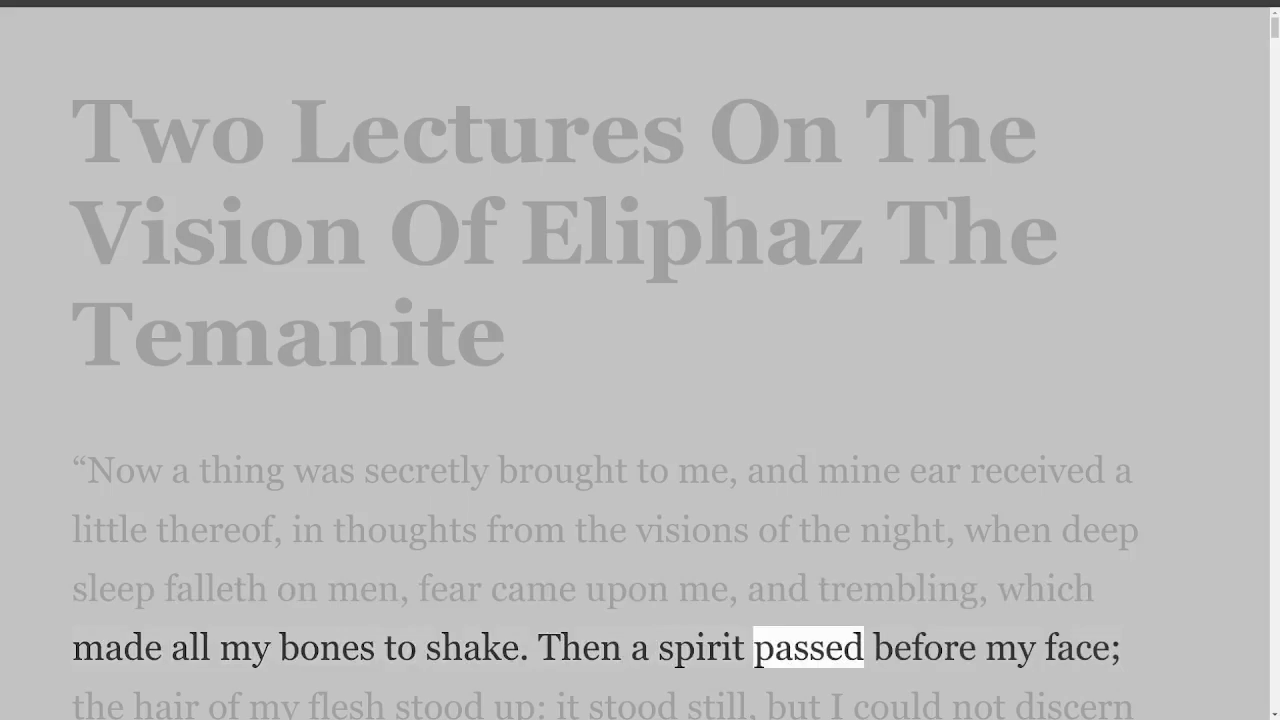 Two Lectures On The
Vision Of Eliphaz The
Temanite
“Now a thing was secretly brought to me, and mine ear received a
little thereof, in thoughts from the visions of the night, when deep
sleep falleth on men, fear came upon me, and trembling, which
made all my bones to shake. Then a spirit passed before my face;
the hair of my flesh stood up: it stood still, but I could not discern